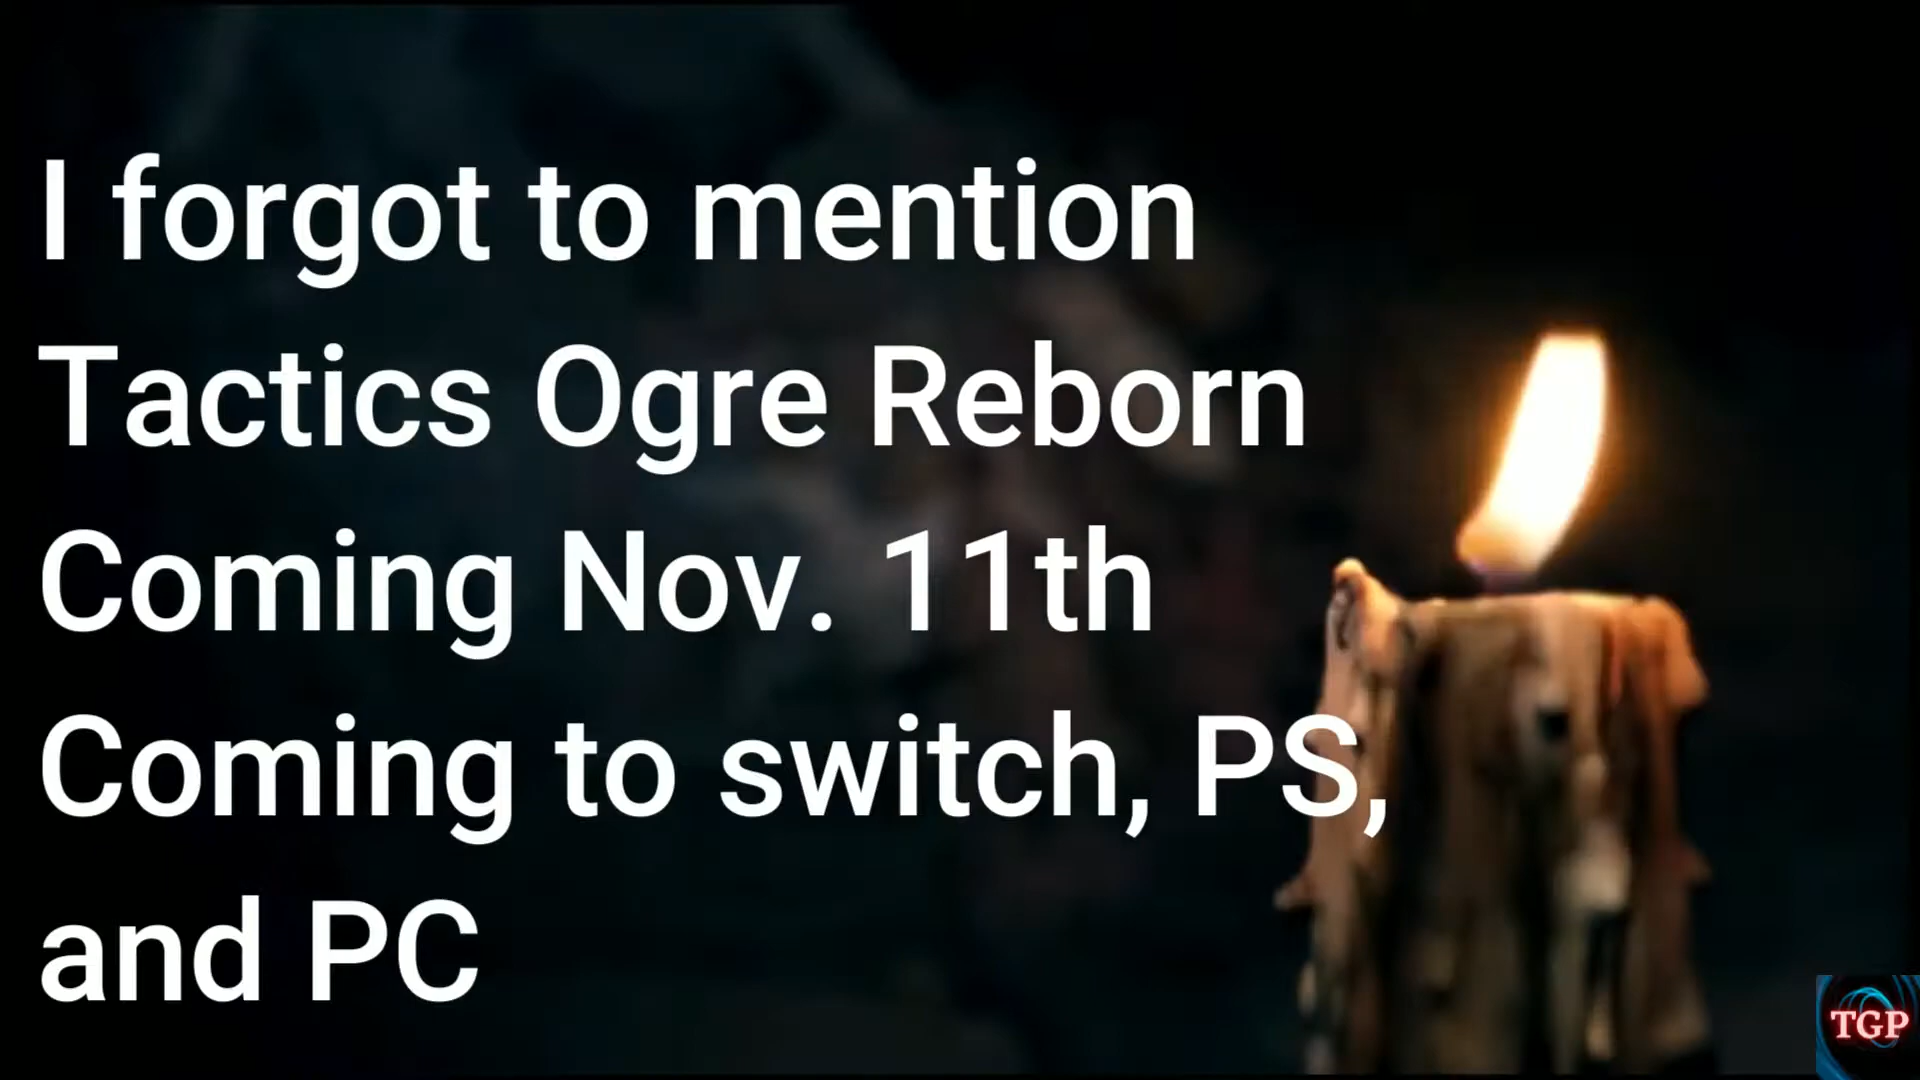 I forgot to mention
Tactics Ogre Reborn
Coming Nov. 11th
Coming to switch, PS,
and PC
TGP